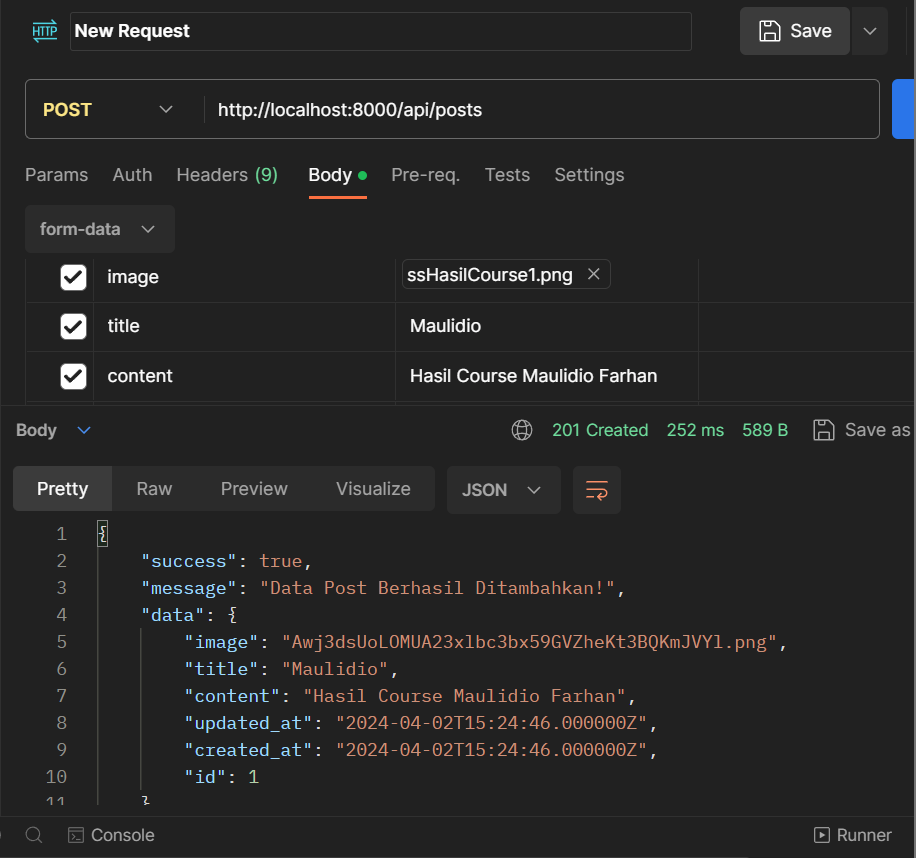 HTTP New Request Save
POST http://localhost:8000/api/posts
Params Auth Headers (9) Body Pre-req. Tests Settings
form-data
image ssHasilCourse1.png
title Maulidio
content Hasil Course Maulidio Farhan
Body 201 Created 252 ms 589 B Save as
Pretty Raw Preview Visualize JSON
1 {
2 "success": true,
3 "message": "Data Post Berhasil Ditambahkan!",
4 "data": {
5 "image": "Awj3dsUoLOMUA23xlbc3bx59GVZheKt3BQKmJVYl.png",
6 "title": "Maulidio",
7 "content": "Hasil Course Maulidio Farhan",
8 "updated_at": "2024-04-02T15:24:46.000000Z",
9 "created_at": "2024-04-02T15:24:46.000000Z",
10 "id": 1
11 }
Console Runner